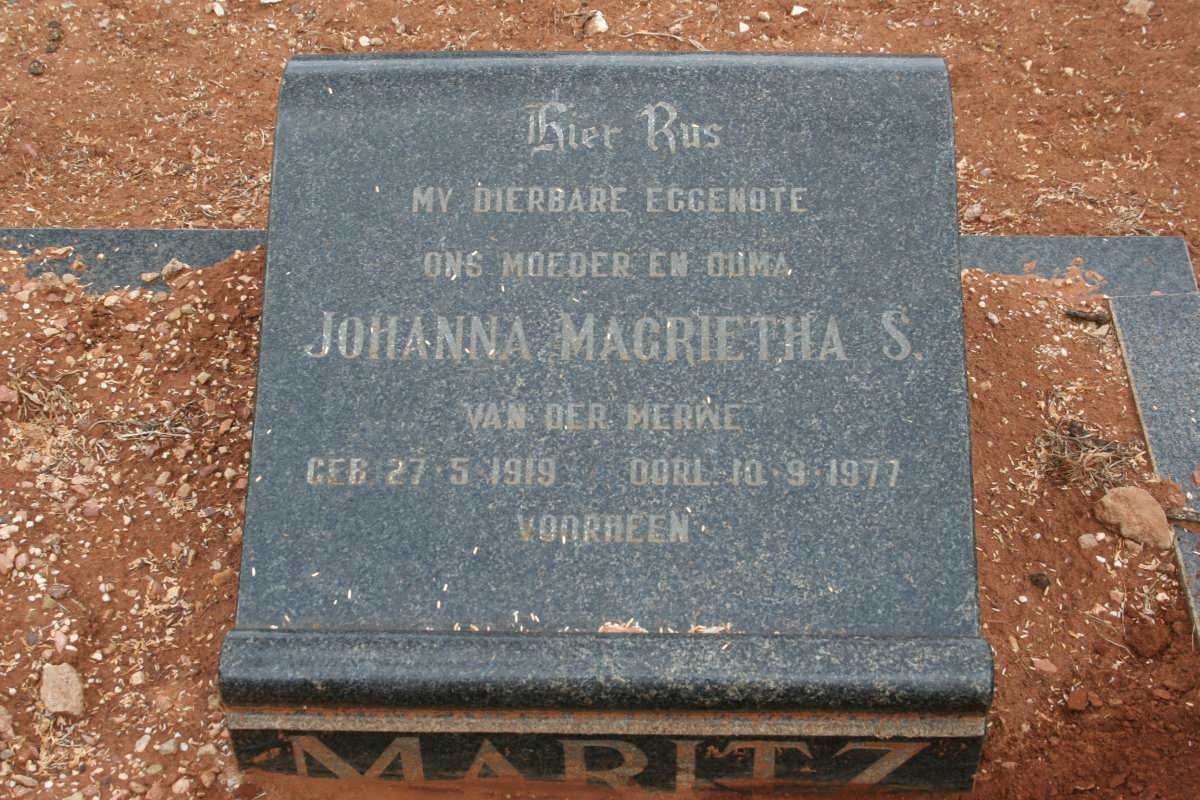 Hier Rus
MY DIERBARE EGGENOTE
ONS MOEDER EN OUMA
JOHANNA MAGRIETHA S.
VAN DER MERWE
GEB 27·5·1919 OORL. 10·9·1977
VOORHEEN
MARITZ